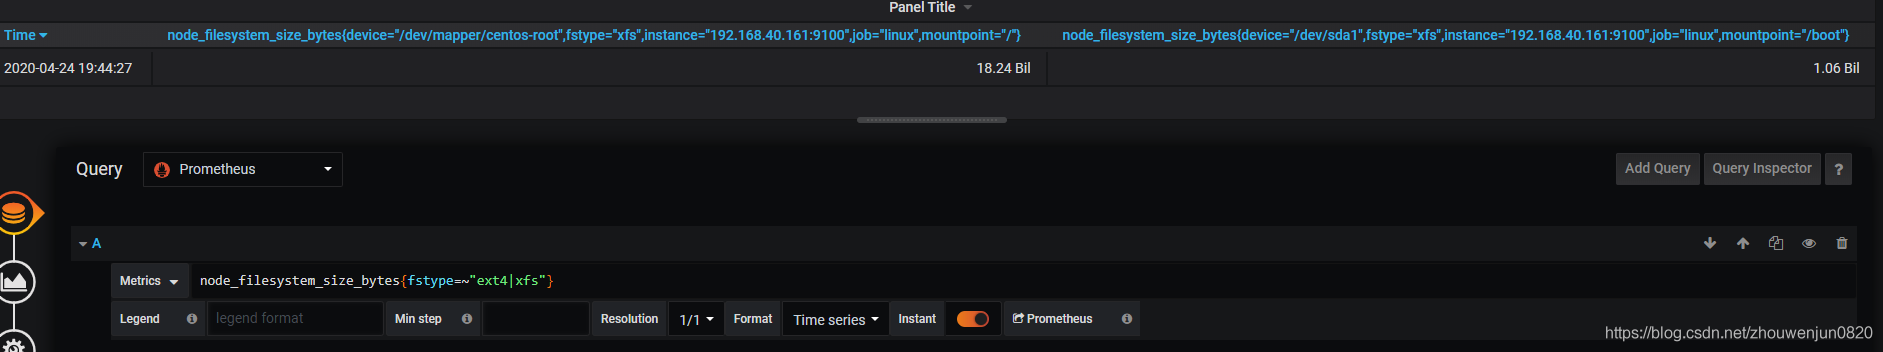 Panel Title
Time node_filesystem_size_bytes{device="/dev/mapper/centos-root",fstype="xfs",instance="192.168.40.161:9100",job="linux",mountpoint="/"} node_filesystem_size_bytes{device="/dev/sda1",fstype="xfs",instance="192.168.40.161:9100",job="linux",mountpoint="/boot"}
2020-04-24 19:44:27 18.24 Bil 1.06 Bil
Query Prometheus Add Query Query Inspector ?
A
Metrics node_filesystem_size_bytes{fstype=~"ext4|xfs"}
Legend legend format Min step Resolution 1/1 Format Time series Instant Prometheus
https://blog.csdn.net/zhouwenjun0820